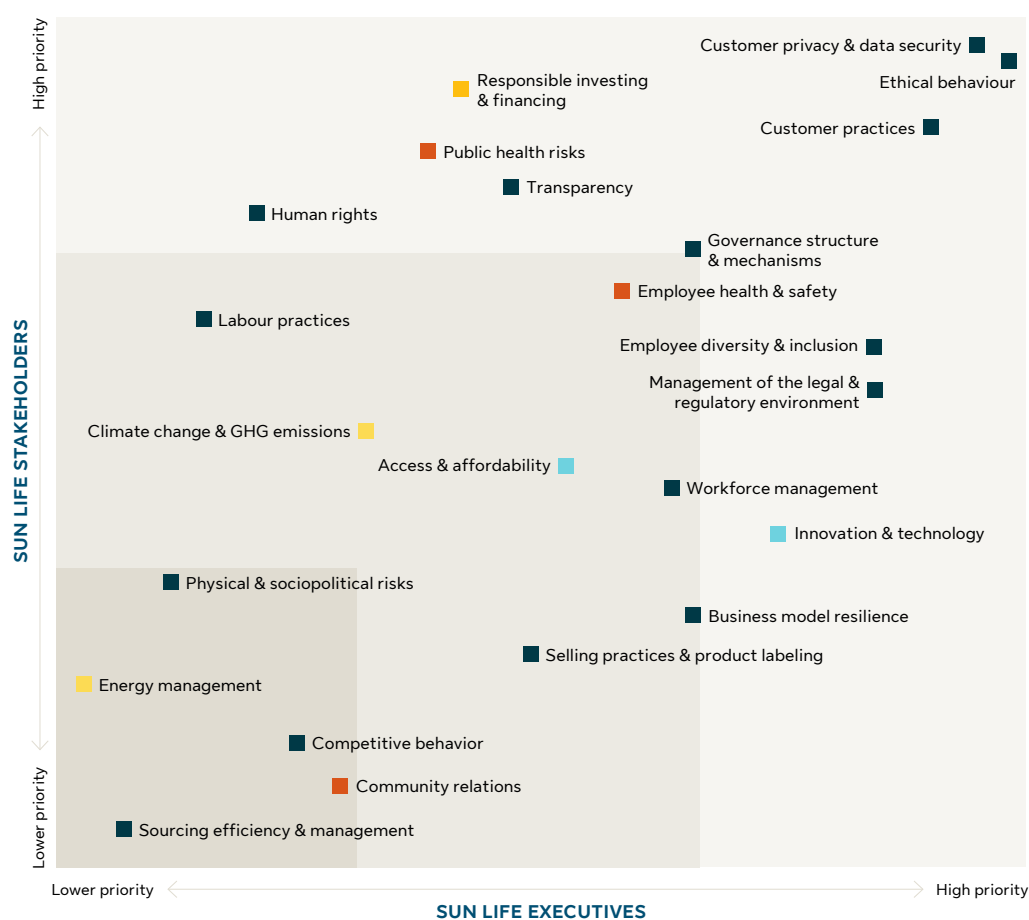 High priority
Customer privacy & data security
Ethical behaviour
Responsible investing
& financing
Customer practices
Public health risks
Transparency
Human rights
Governance structure
& mechanisms
Employee health & safety
Labour practices
Employee diversity & inclusion
Management of the legal &
regulatory environment
SUN LIFE STAKEHOLDERS
Climate change & GHG emissions
Access & affordability
Workforce management
Innovation & technology
Physical & sociopolitical risks
Business model resilience
Selling practices & product labeling
Energy management
Competitive behavior
Community relations
Lower priority
Sourcing efficiency & management
Lower priority
High priority
SUN LIFE EXECUTIVES